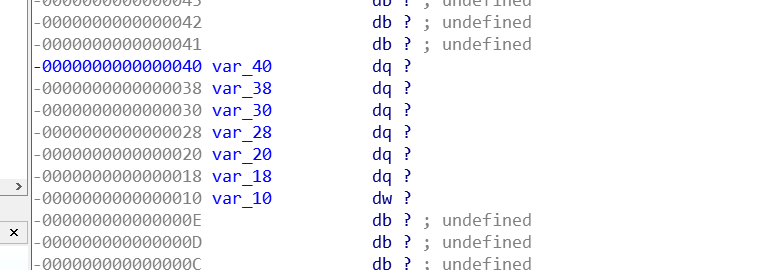 -0000000000000043 db ? ; undefined
-0000000000000042 db ? ; undefined
-0000000000000041 db ? ; undefined
-0000000000000040 var_40 dq ?
-0000000000000038 var_38 dq ?
-0000000000000030 var_30 dq ?
-0000000000000028 var_28 dq ?
-0000000000000020 var_20 dq ?
-0000000000000018 var_18 dq ?
-0000000000000010 var_10 dw ?
-000000000000000E db ? ; undefined
-000000000000000D db ? ; undefined
-000000000000000C db ? ; undefined